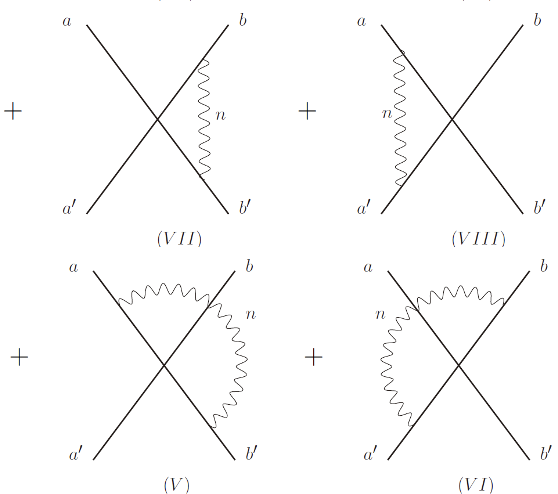 a b a b
+ n + n
a′ b′ a′ b′
(VII) (VIII)
a b a b
n n
+ +
a′ b′ a′ b′
(V) (VI)